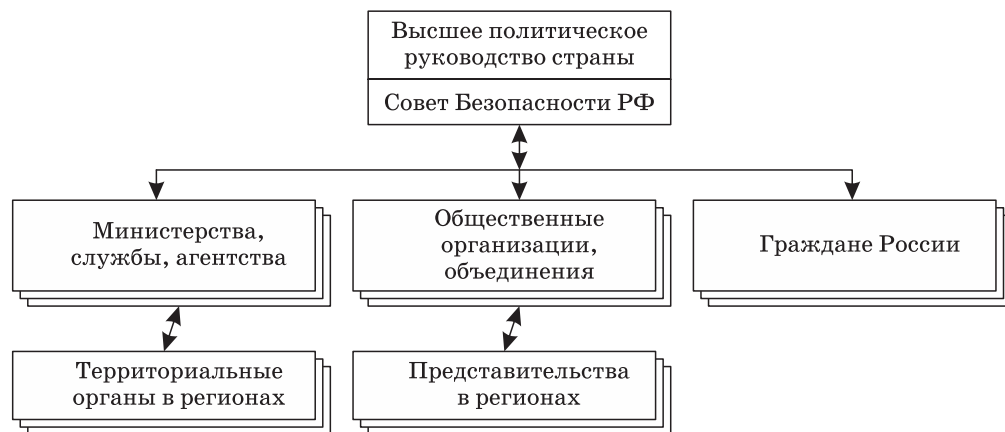 Высшее политическое
руководство страны
Совет Безопасности РФ
Министерства,
службы, агентства
Общественные
организации,
объединения
Граждане России
Территориальные
органы в регионах
Представительства
в регионах